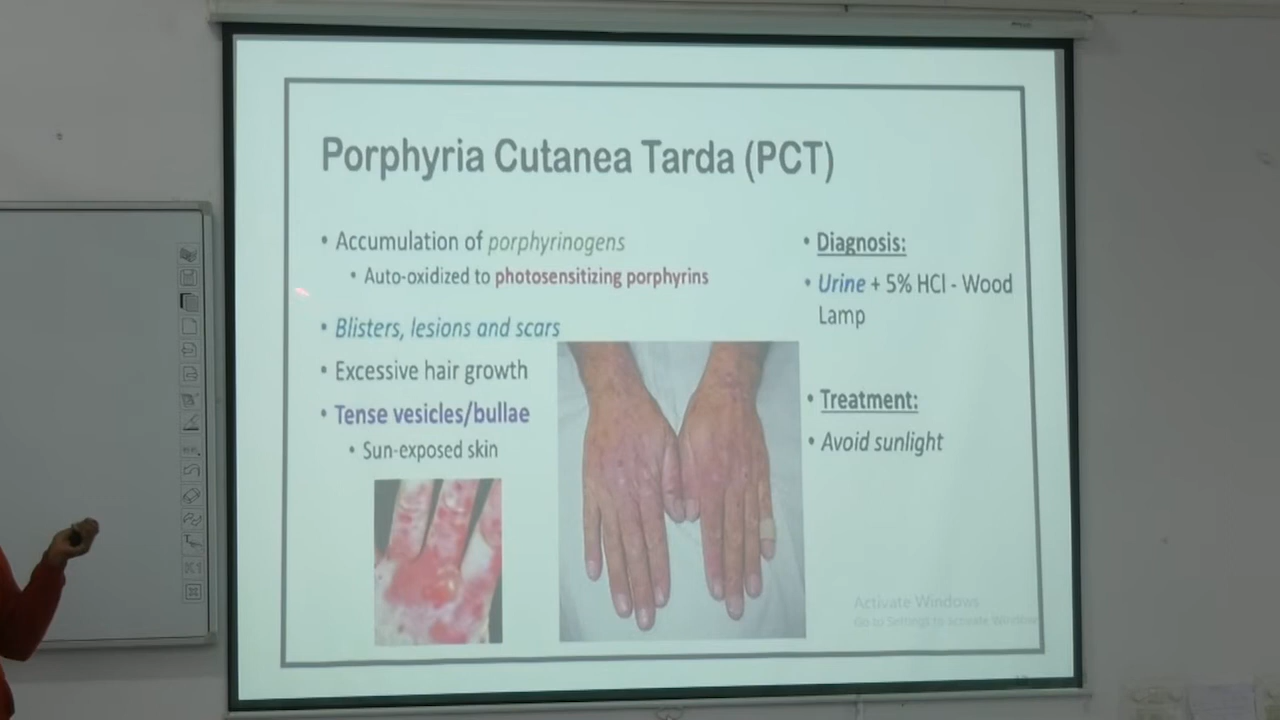 Porphyria Cutanea Tarda (PCT)
• Accumulation of porphyrinogens
• Auto-oxidized to photosensitizing porphyrins
• Blisters, lesions and scars
• Excessive hair growth
• Tense vesicles/bullae
• Sun-exposed skin
• Diagnosis:
• Urine + 5% HCl - Wood
Lamp
• Treatment:
• Avoid sunlight
Activate Windows
Go to Settings to activate Windows